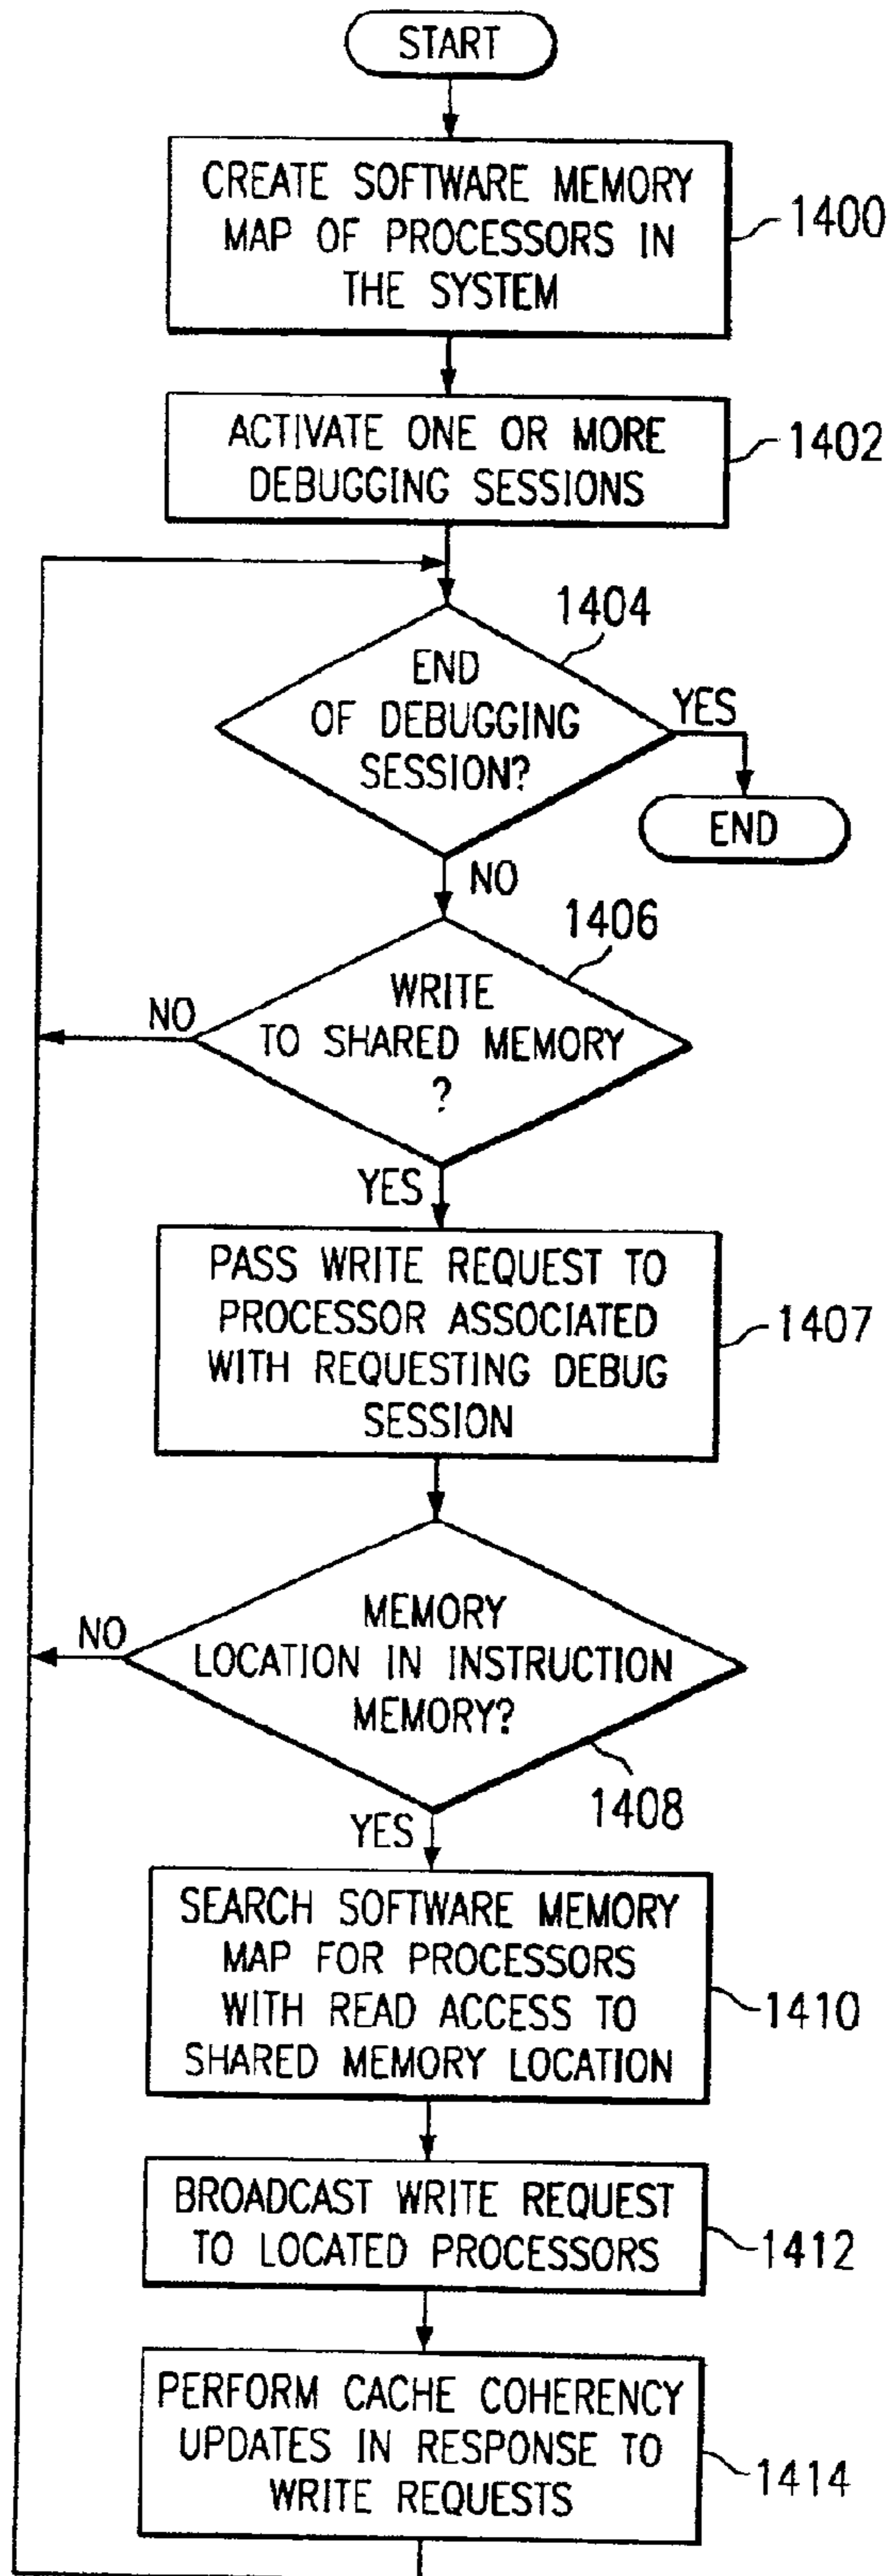 START
CREATE SOFTWARE MEMORY
MAP OF PROCESSORS IN
THE SYSTEM
1400
ACTIVATE ONE OR MORE
DEBUGGING SESSIONS
1402
1404
END
OF DEBUGGING
SESSION?
YES
END
NO
1406
WRITE
TO SHARED MEMORY
?
NO
YES
PASS WRITE REQUEST TO
PROCESSOR ASSOCIATED
WITH REQUESTING DEBUG
SESSION
1407
MEMORY
LOCATION IN INSTRUCTION
MEMORY?
NO
1408
YES
SEARCH SOFTWARE MEMORY
MAP FOR PROCESSORS
WITH READ ACCESS TO
SHARED MEMORY LOCATION
1410
BROADCAST WRITE REQUEST
TO LOCATED PROCESSORS
1412
PERFORM CACHE COHERENCY
UPDATES IN RESPONSE TO
WRITE REQUESTS
1414